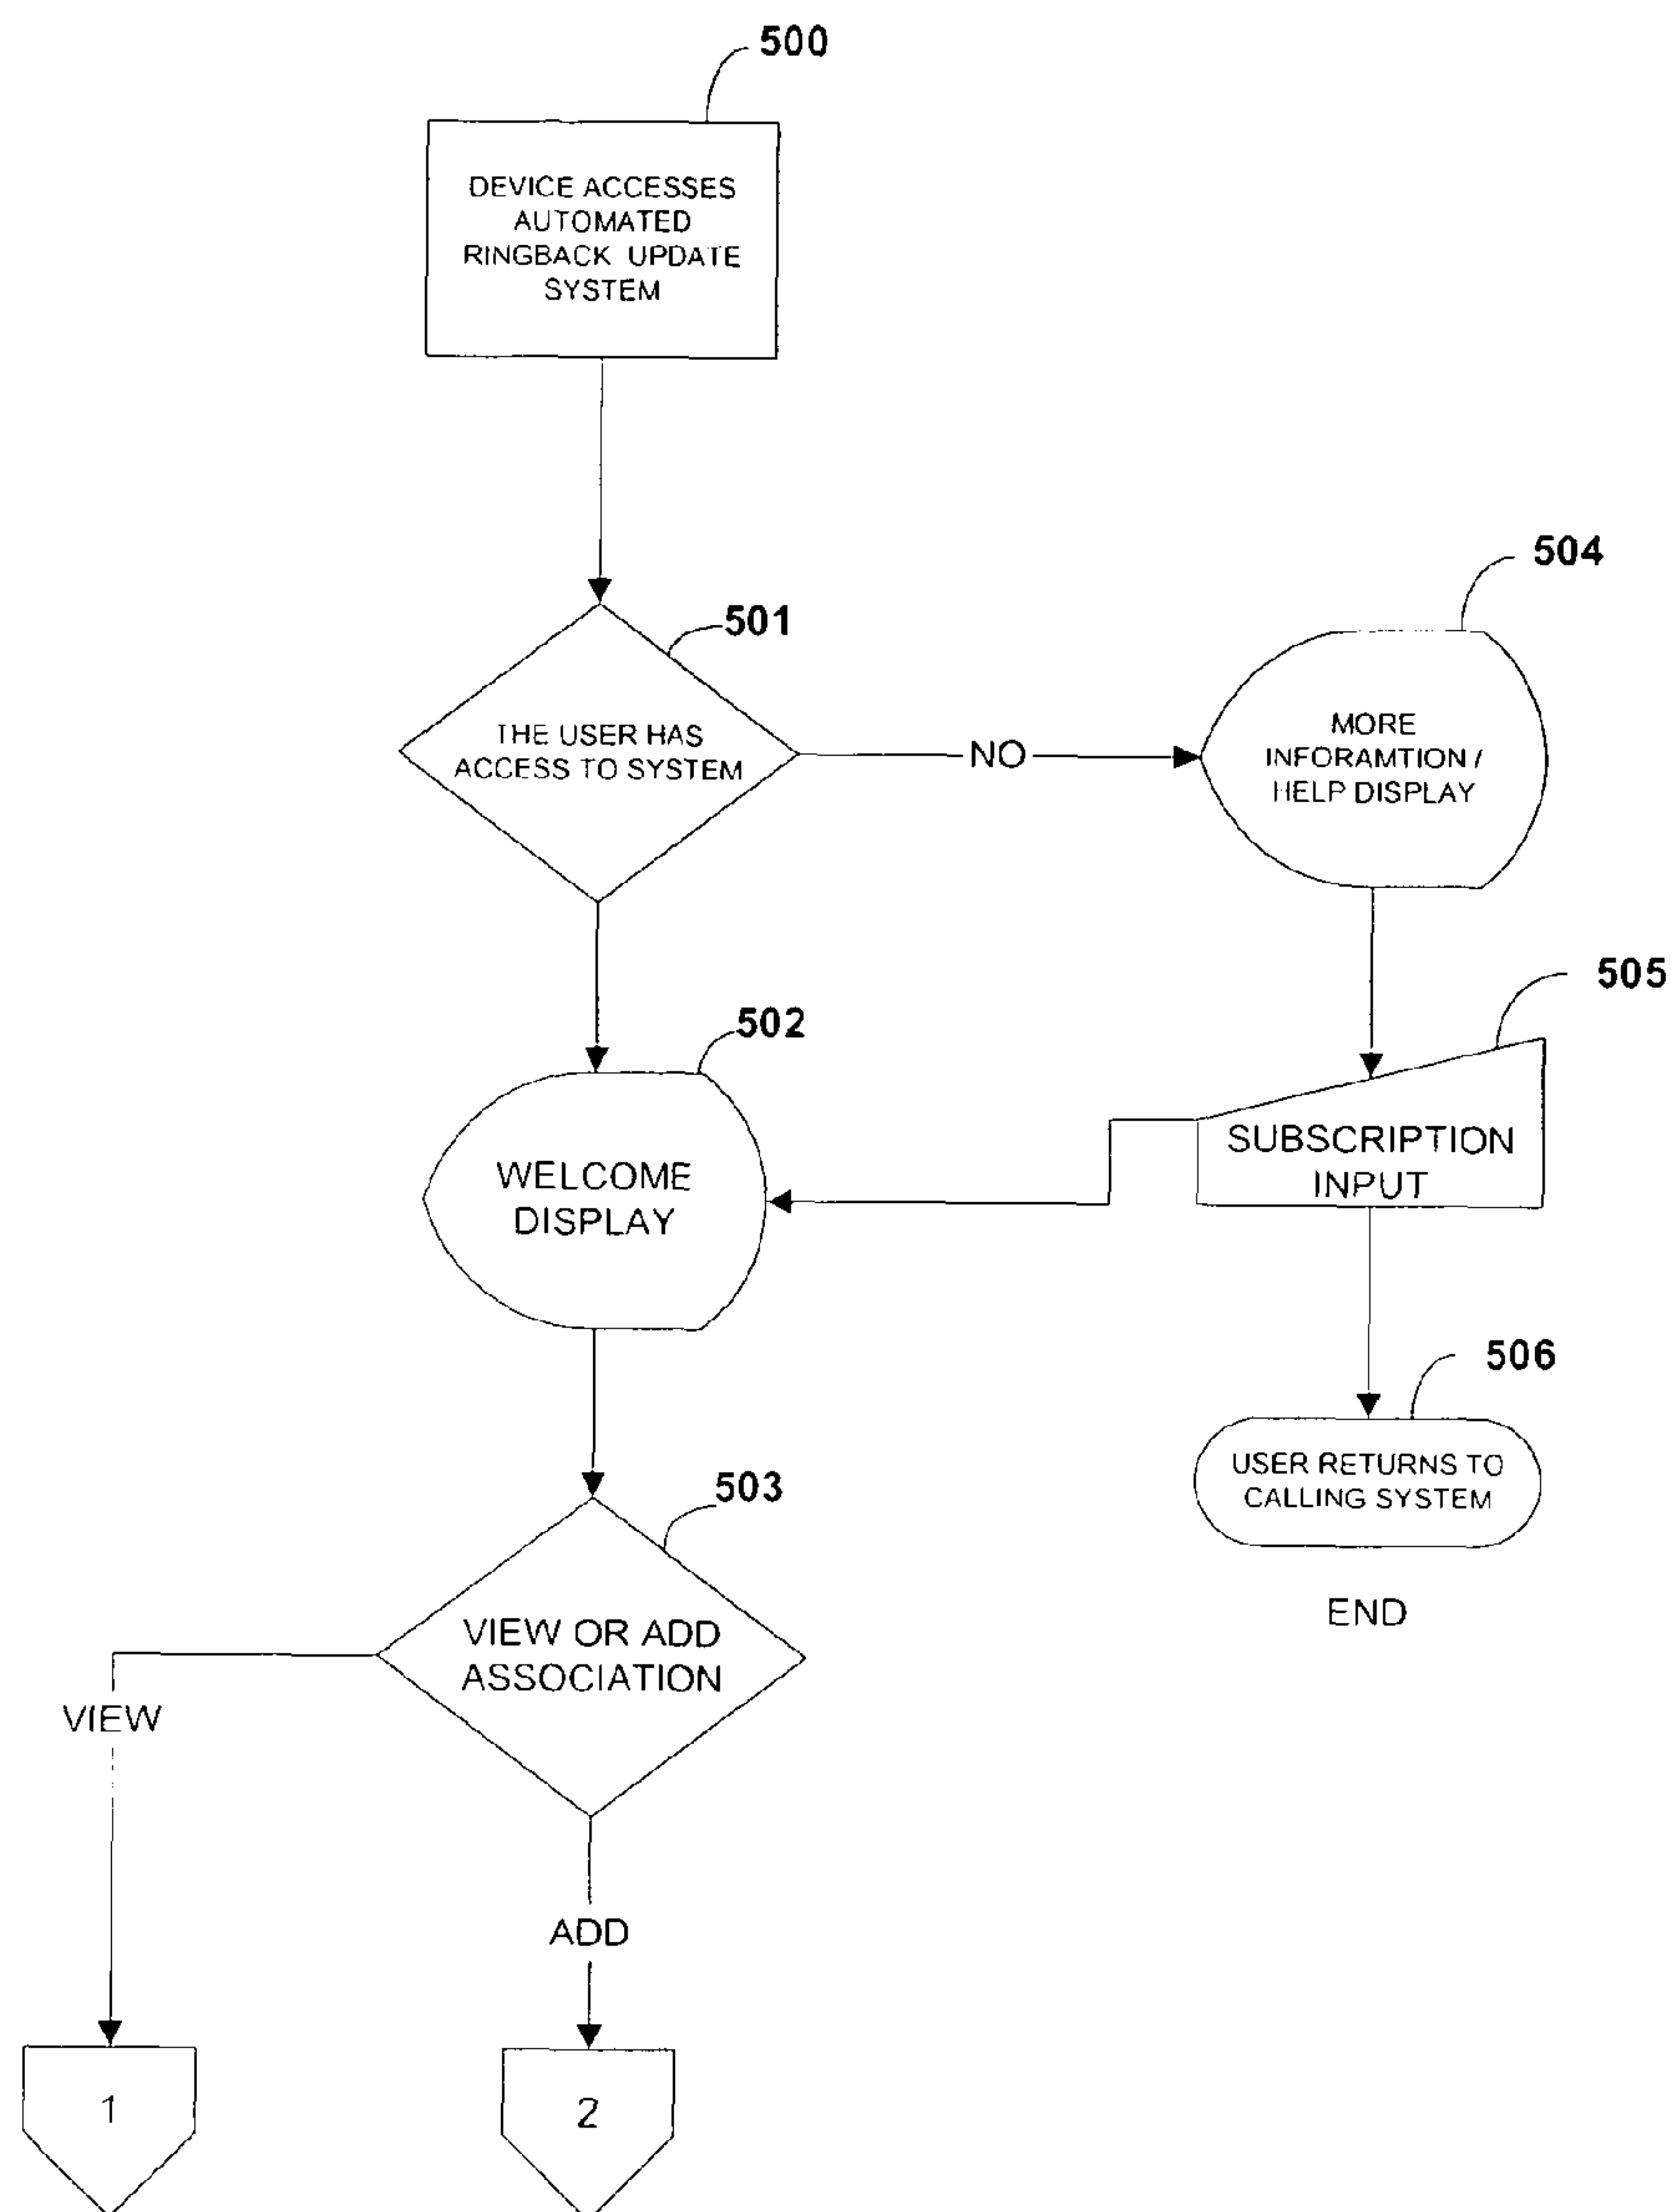 500
DEVICE ACCESSES
AUTOMATED
RINGBACK UPDATE
SYSTEM
501
THE USER HAS
ACCESS TO SYSTEM
NO
504
MORE
INFORAMTION /
HELP DISPLAY
505
SUBSCRIPTION
INPUT
502
WELCOME
DISPLAY
506
USER RETURNS TO
CALLING SYSTEM
END
503
VIEW OR ADD
ASSOCIATION
VIEW
ADD
1
2